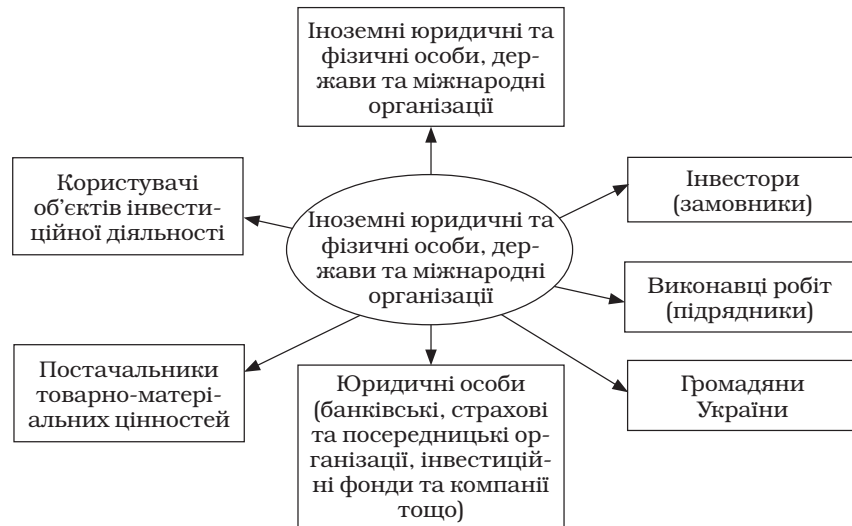 Іноземні юридичні та
фізичні особи, дер-
жави та міжнародні
організації
Користувачі
об’єктів інвести-
ційної діяльності
Іноземні юридичні та
фізичні особи, дер-
жави та міжнародні
організації
Інвестори
(замовники)
Виконавці робіт
(підрядники)
Постачальники
товарно-матері-
альних цінностей
Юридичні особи
(банківські, страхові
та посередницькі ор-
ганізації, інвестицій-
ні фонди та компанії
тощо)
Громадяни
України